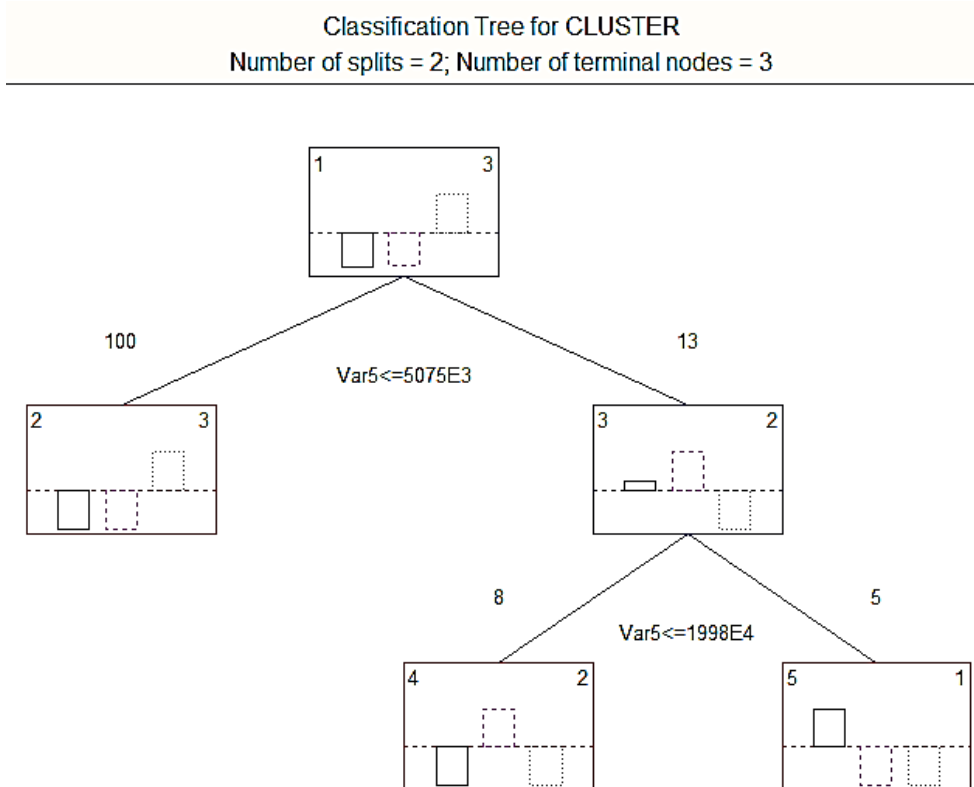 Classification Tree for CLUSTER
Number of splits = 2; Number of terminal nodes = 3
1 3
100 13
Var5<=5075E3
2 3
3 2
8 5
Var5<=1998E4
4 2
5 1